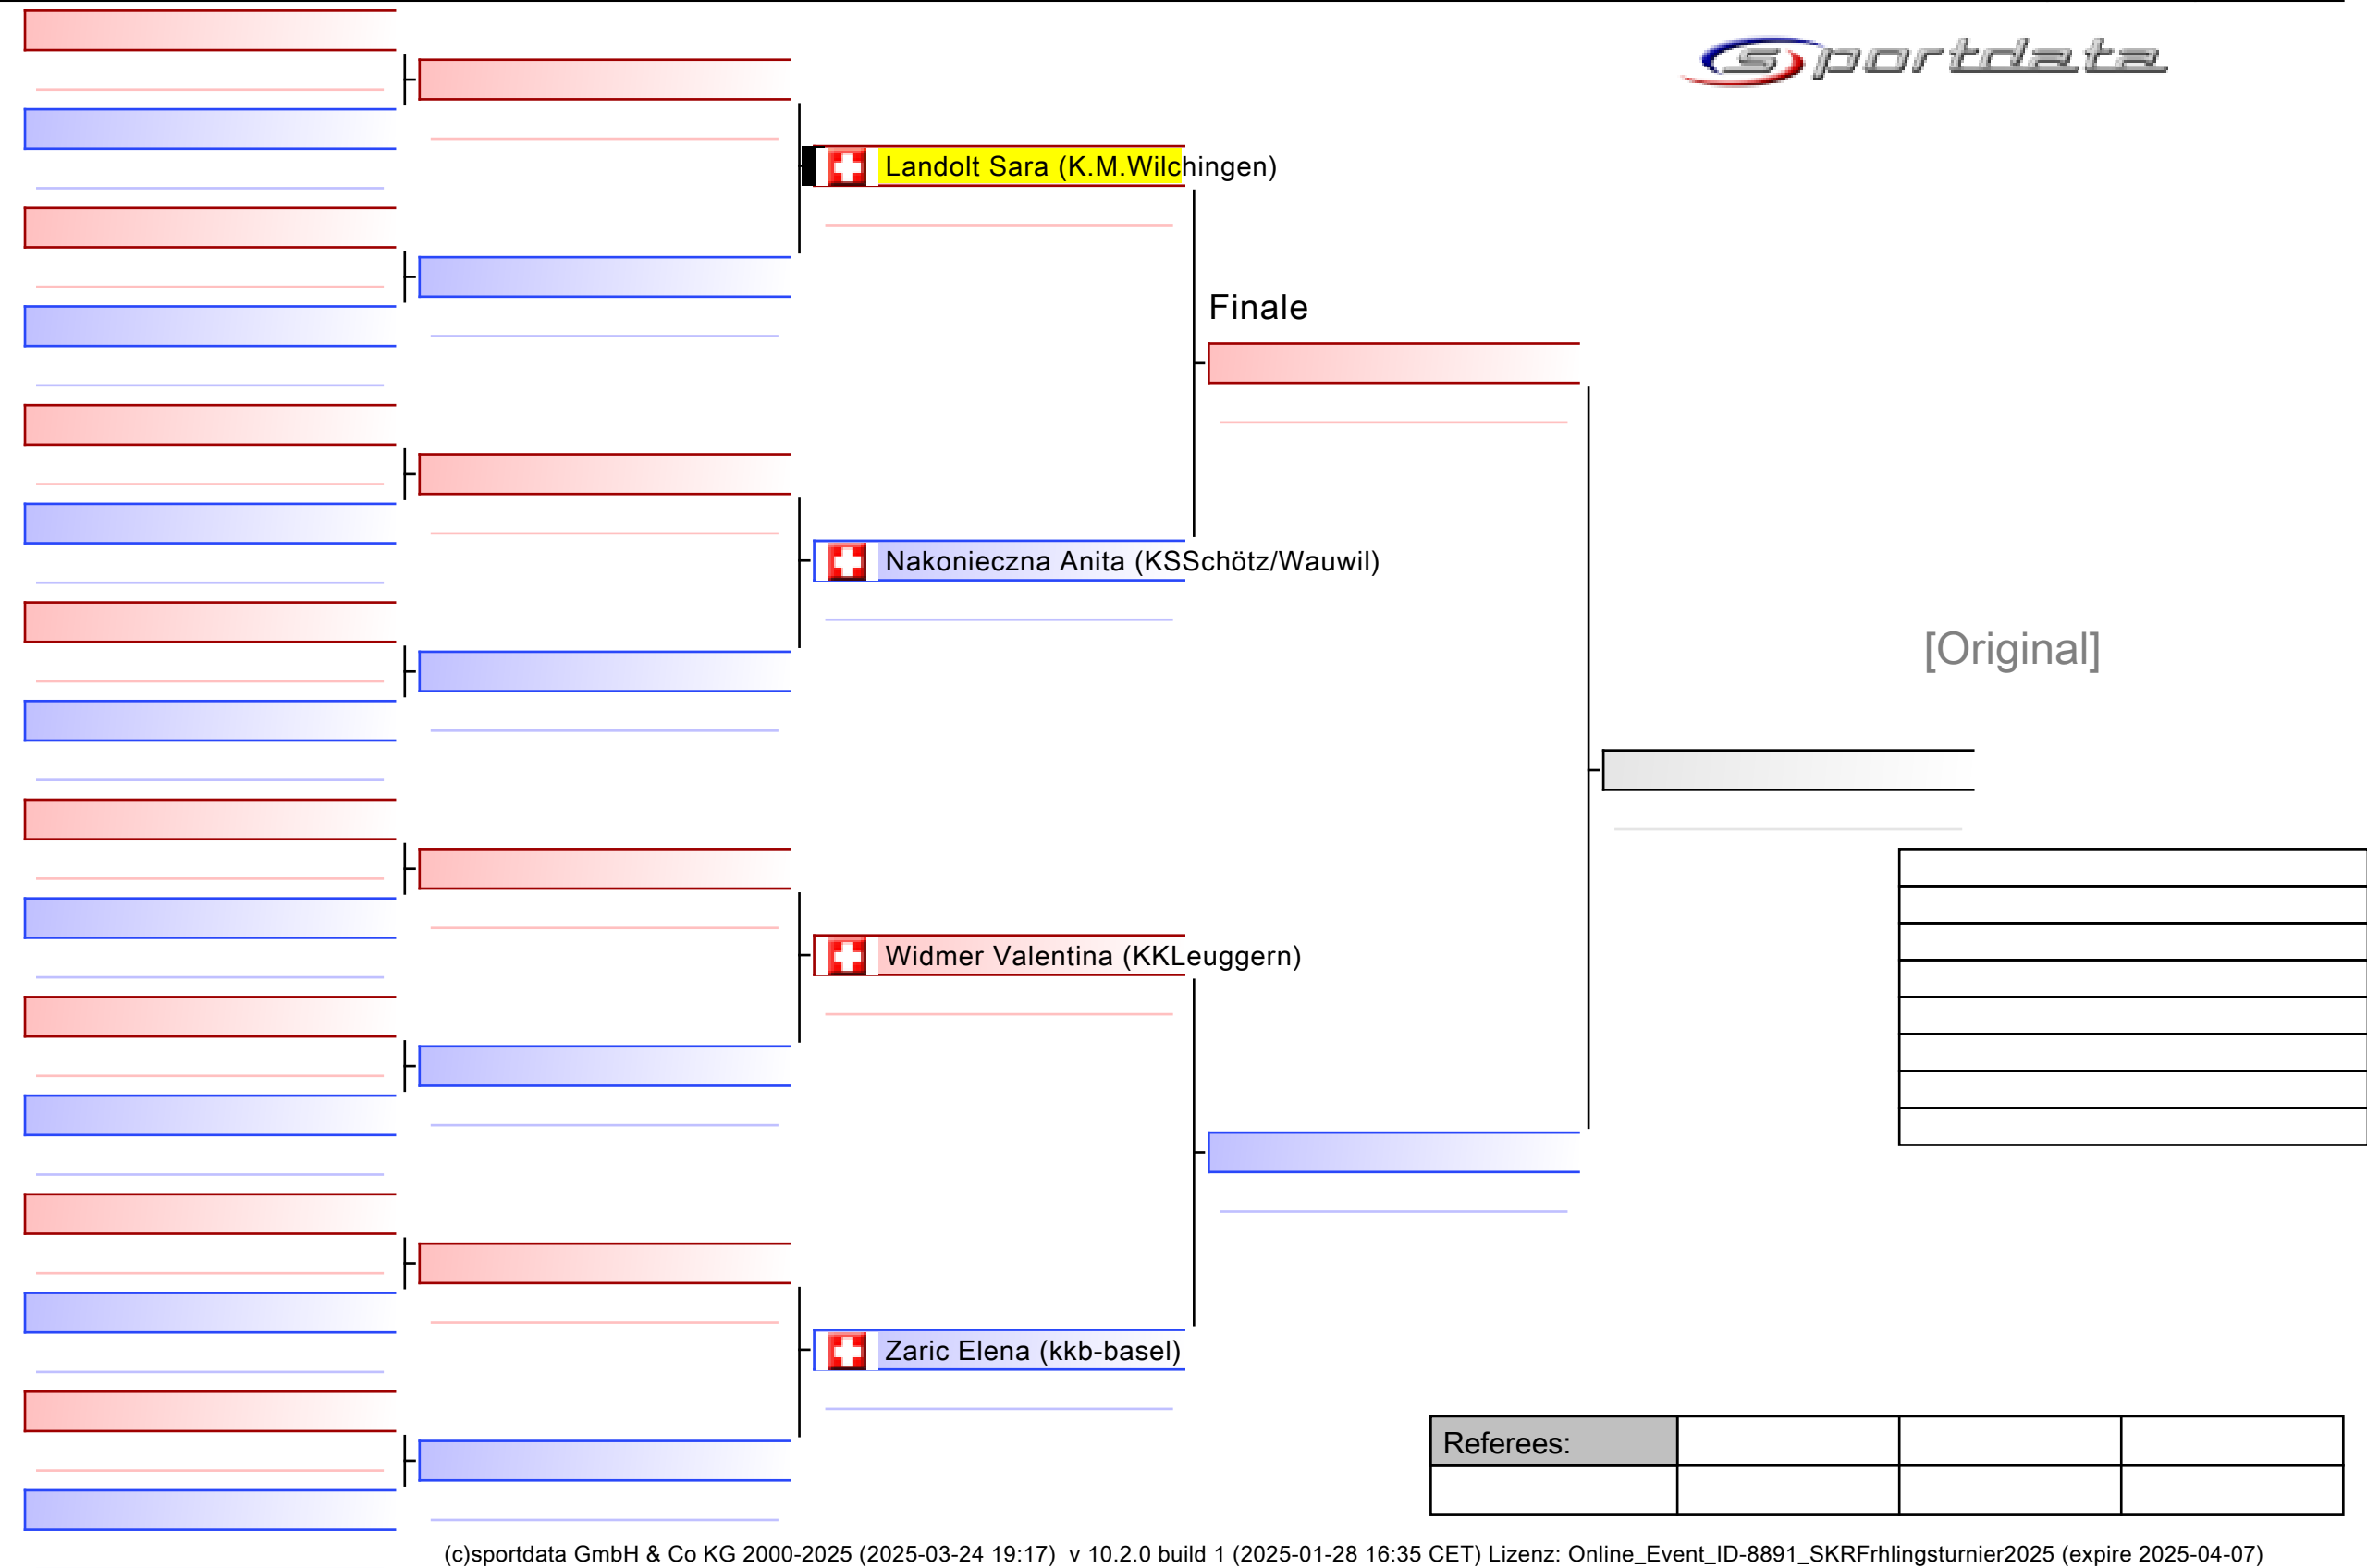 sportdata
Landolt Sara (K.M.Wilchingen)
Finale
Nakonieczna Anita (KSSchötz/Wauwil)
[Original]
Widmer Valentina (KKLeuggern)
Zaric Elena (kkb-basel)
Referees:
(c)sportdata GmbH & Co KG 2000-2025 (2025-03-24 19:17)  v 10.2.0 build 1 (2025-01-28 16:35 CET) Lizenz: Online_Event_ID-8891_SKRFrhlingsturnier2025 (expire 2025-04-07)